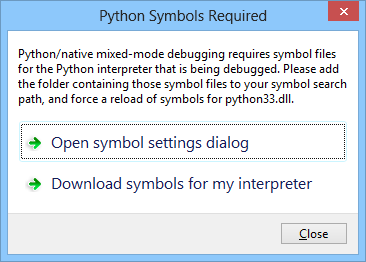 Python Symbols Required
Python/native mixed-mode debugging requires symbol files
for the Python interpreter that is being debugged. Please add
the folder containing those symbol files to your symbol search
path, and force a reload of symbols for python33.dll.
Open symbol settings dialog
Download symbols for my interpreter
Close